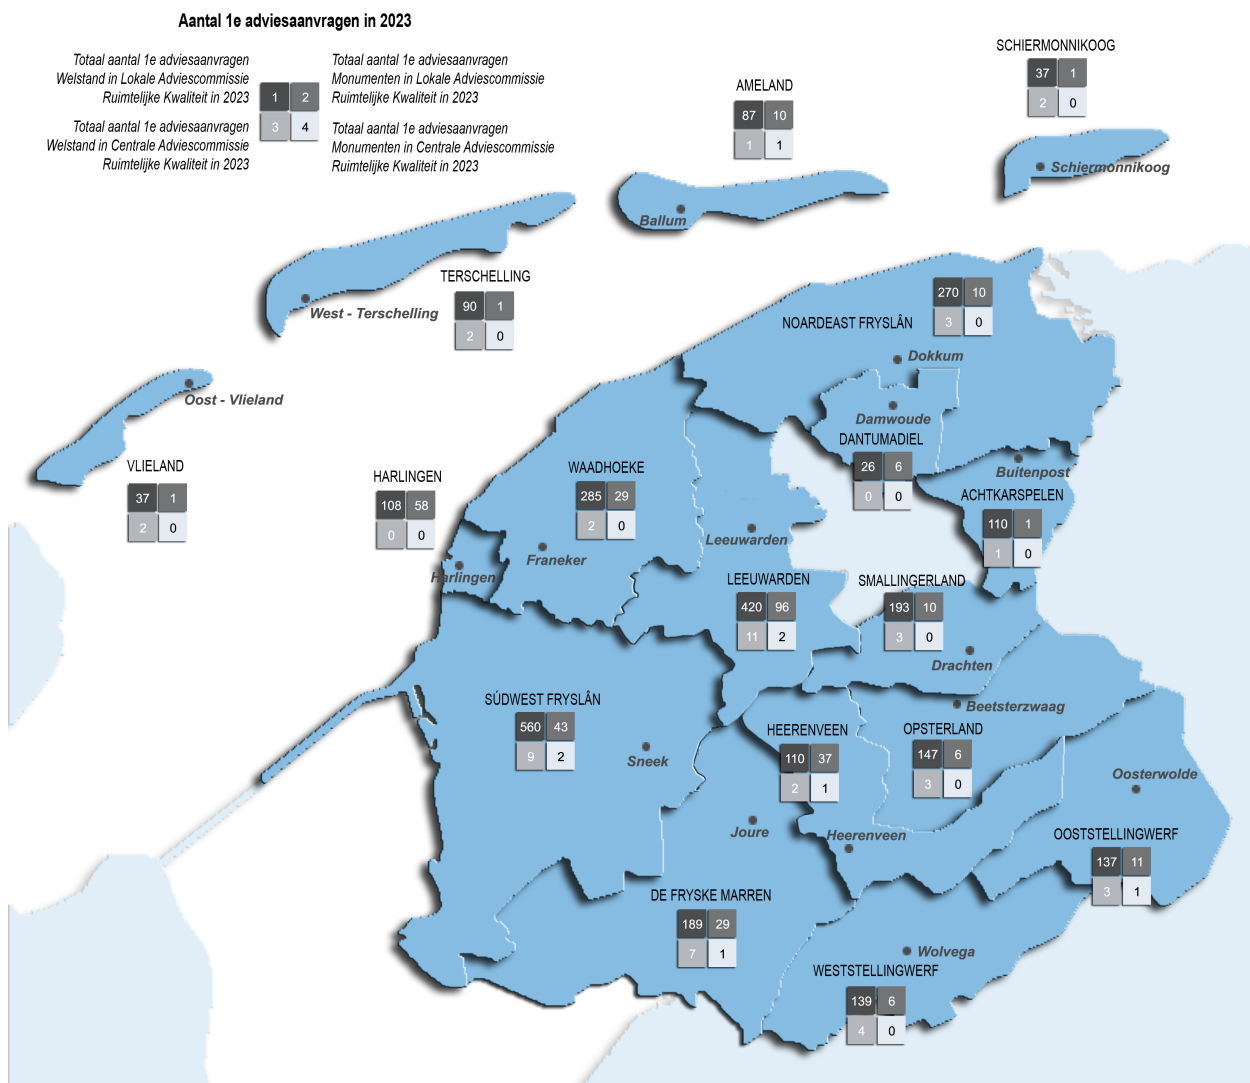 Aantal 1e adviesaanvragen in 2023
Totaal aantal 1e adviesaanvragen
Welstand in Lokale Adviescommissie
Ruimtelijke Kwaliteit in 2023
1 2
3 4
Totaal aantal 1e adviesaanvragen
Monumenten in Lokale Adviescommissie
Ruimtelijke Kwaliteit in 2023
Totaal aantal 1e adviesaanvragen
Welstand in Centrale Adviescommissie
Ruimtelijke Kwaliteit in 2023
Totaal aantal 1e adviesaanvragen
Monumenten in Centrale Adviescommissie
Ruimtelijke Kwaliteit in 2023
SCHIERMONNIKOOG
37 1
2 0
Schiermonnikoog
AMELAND
87 10
1 1
Ballum
TERSCHELLING
90 1
2 0
West - Terschelling
Oost - Vlieland
VLIELAND
37 1
2 0
NOARDEAST FRYSLÂN
270 10
3 0
Dokkum
Damwoude
DANTUMADIEL
26 6
0 0
Buitenpost
ACHTKARSPELEN
110 1
1 0
HARLINGEN
108 58
0 0
Harlingen
WAADHOEKE
285 29
2 0
Franeker
Leeuwarden
LEEUWARDEN
420 96
11 2
SMALLINGERLAND
193 10
3 0
Drachten
SÚDWEST FRYSLÂN
560 43
9 2
Sneek
HEERENVEEN
110 37
2 1
Heerenveen
Beetsterzwaag
OPSTERLAND
147 6
3 0
Oosterwolde
OOSTSTELLINGWERF
137 11
3 1
Joure
DE FRYSKE MARREN
189 29
7 1
Wolvega
WESTSTELLINGWERF
139 6
4 0